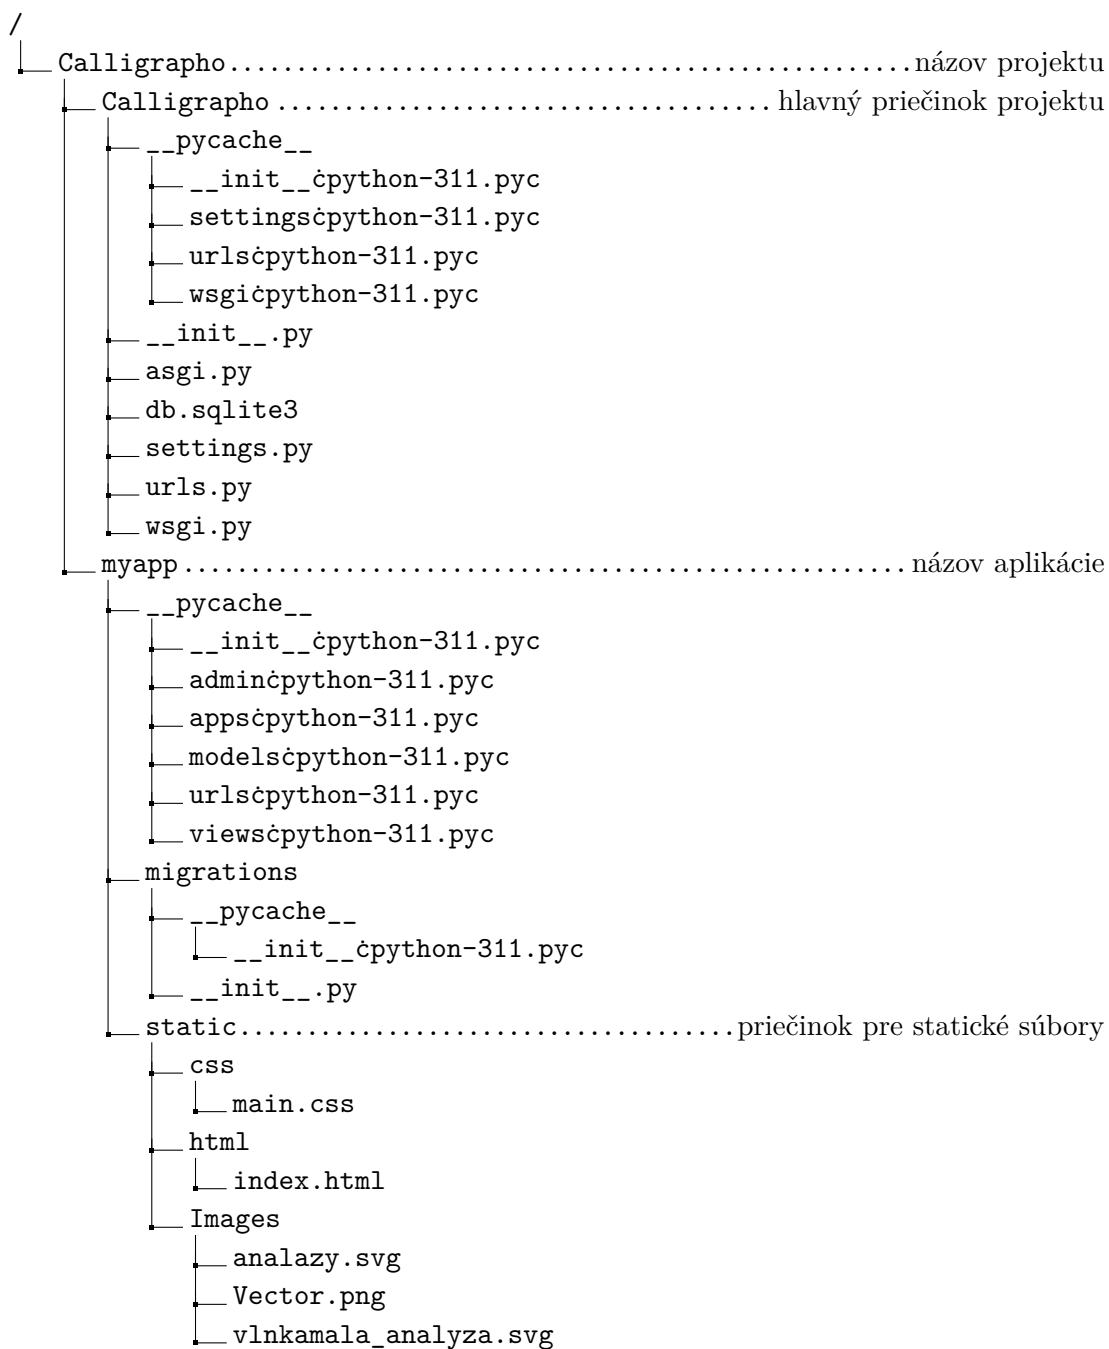 /
Calligrapho......................................................názov projektu
Calligrapho......................................hlavný priečinok projektu
__pycache__
__init__ċpython-311.pyc
settingsċpython-311.pyc
urlsċpython-311.pyc
wsgiċpython-311.pyc
__init__.py
asgi.py
db.sqlite3
settings.py
urls.py
wsgi.py
myapp......................................................názov aplikácie
__pycache__
__init__ċpython-311.pyc
adminċpython-311.pyc
appsċpython-311.pyc
modelsċpython-311.pyc
urlsċpython-311.pyc
viewsċpython-311.pyc
migrations
__pycache__
__init__ċpython-311.pyc
__init__.py
static.....................................priečinok pre statické súbory
css
main.css
html
index.html
Images
analazy.svg
Vector.png
vlnkamala_analyza.svg